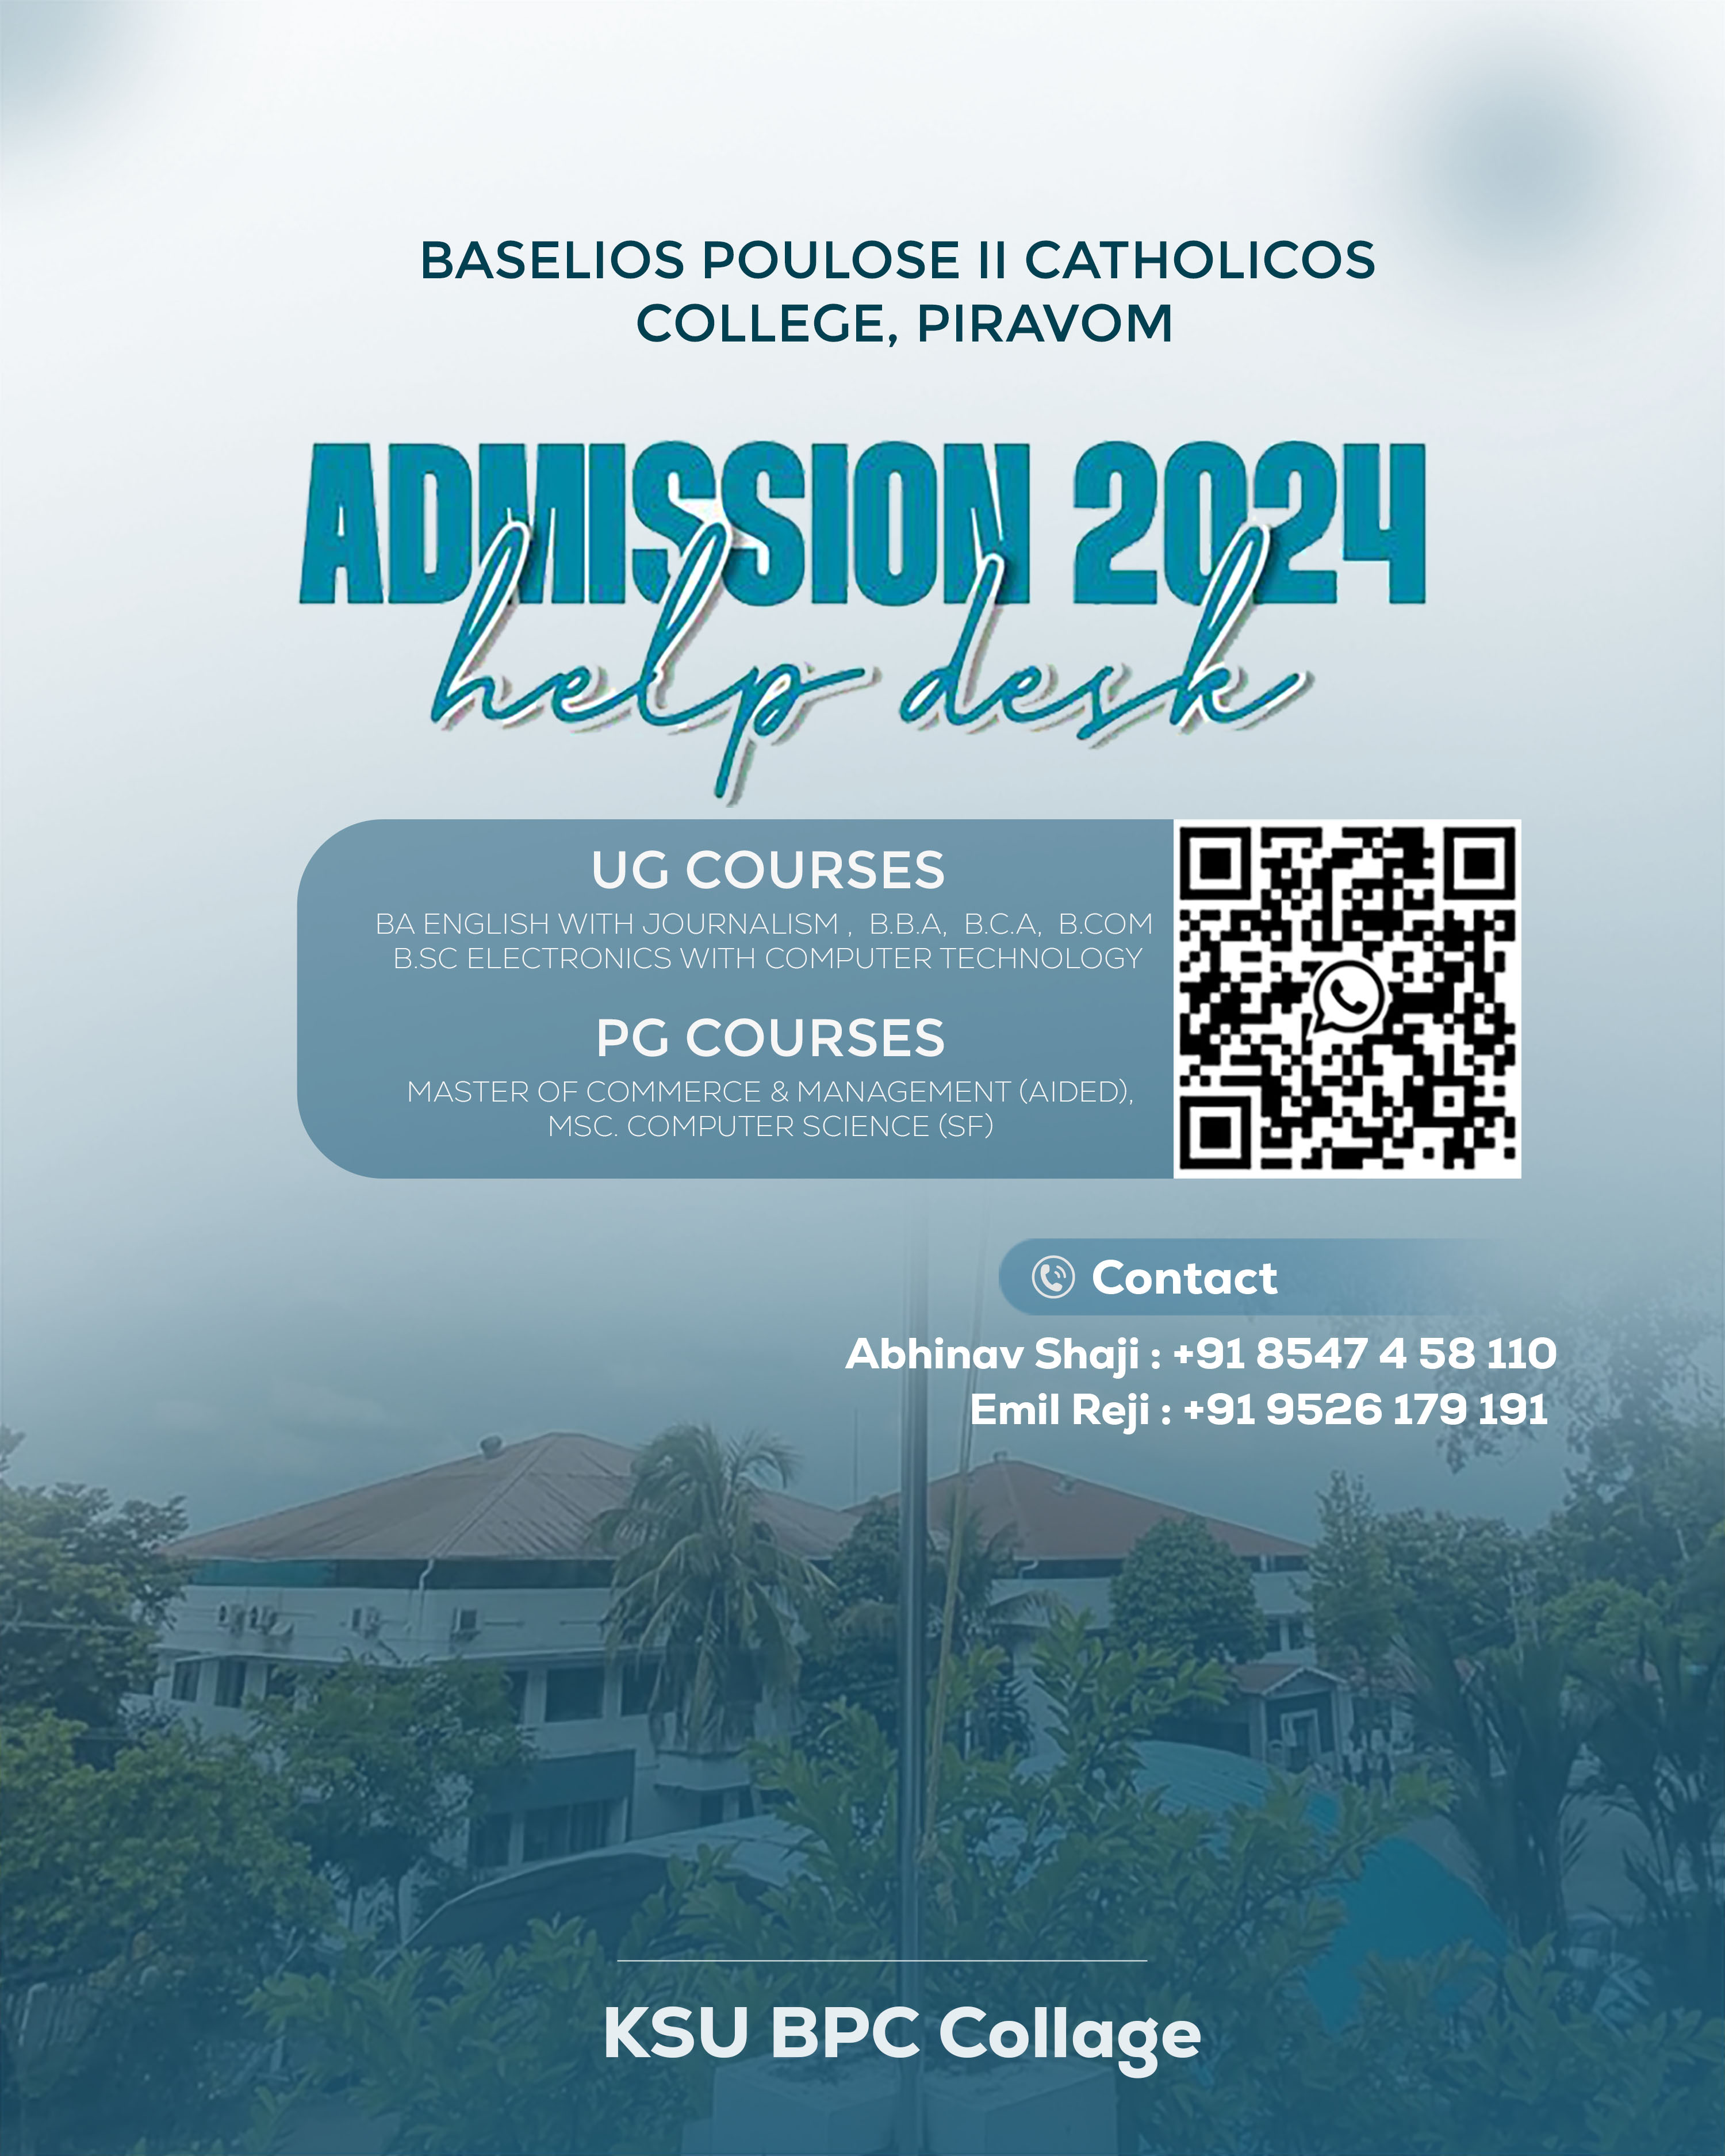 BASELIOS POULOSE II CATHOLICOS
COLLEGE, PIRAVOM
ADMISSION 2024
help desk
UG COURSES
BA ENGLISH WITH JOURNALISM , B.B.A, B.C.A, B.COM
B.SC ELECTRONICS WITH COMPUTER TECHNOLOGY
PG COURSES
MASTER OF COMMERCE & MANAGEMENT (AIDED),
MSC. COMPUTER SCIENCE (SF)
Contact
Abhinav Shaji : +91 8547 4 58 110
Emil Reji : +91 9526 179 191
KSU BPC Collage